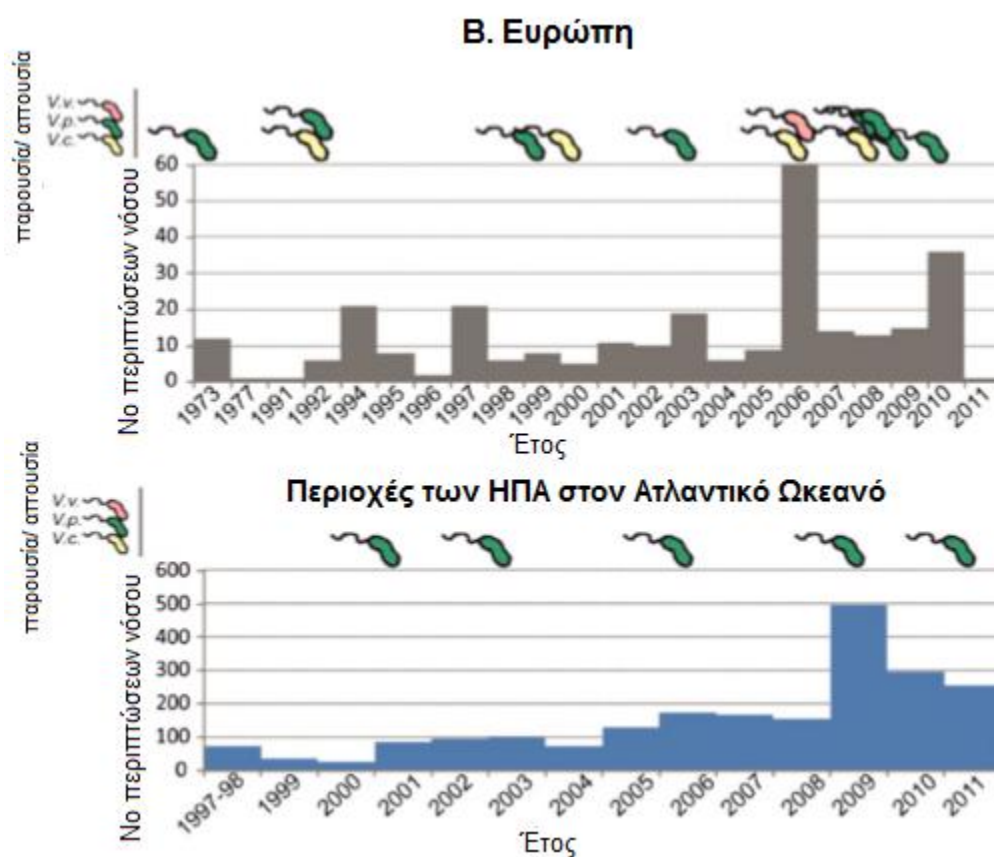 Β. Ευρώπη
παρουσία/ απουσία
V.v.
V.p.
V.c.
Νο περιπτώσεων νόσου
60
50
40
30
20
10
0
1973 1977 1991 1992 1994 1995 1996 1997 1998 1999 2000 2001 2002 2003 2004 2005 2006 2007 2008 2009 2010 2011
Έτος
Περιοχές των ΗΠΑ στον Ατλαντικό Ωκεανό
παρουσία/ απουσία
V.v.
V.p.
V.c.
Νο περιπτώσεων νόσου
600
500
400
300
200
100
0
1997-98 1999 2000 2001 2002 2003 2004 2005 2006 2007 2008 2009 2010 2011
Έτος